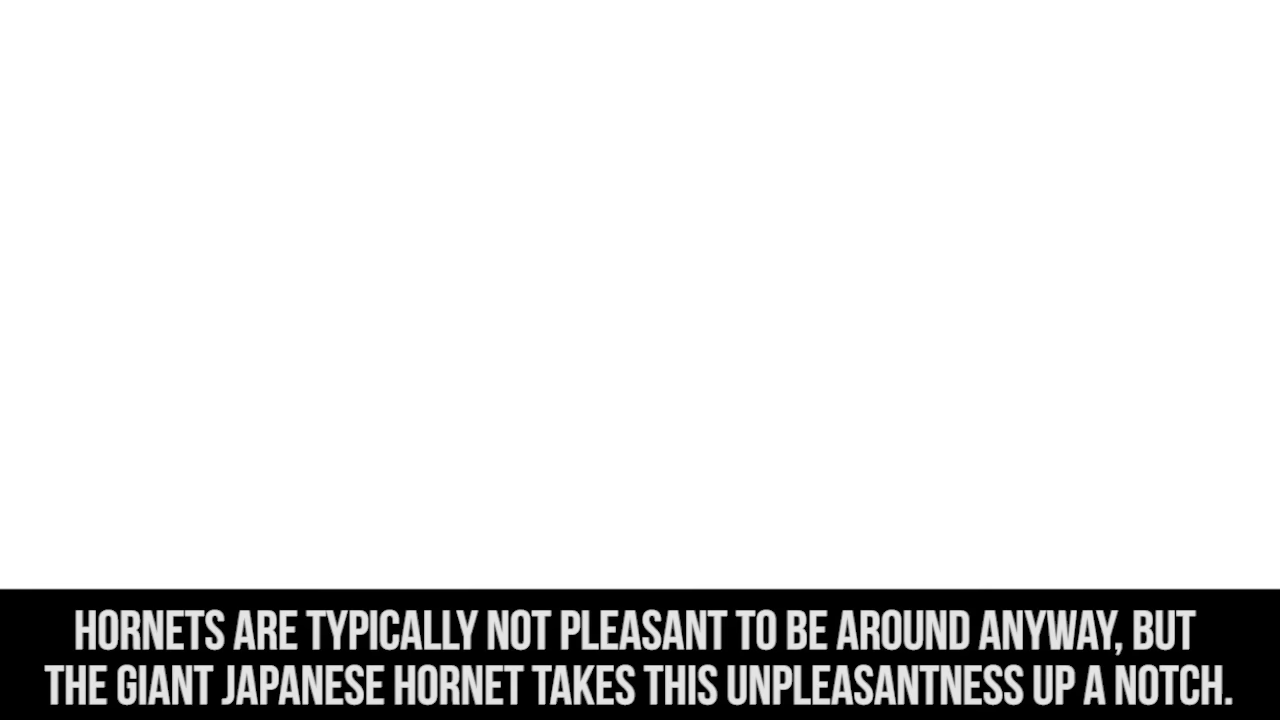 HORNETS ARE TYPICALLY NOT PLEASANT TO BE AROUND ANYWAY, BUT
THE GIANT JAPANESE HORNET TAKES THIS UNPLEASANTNESS UP A NOTCH.